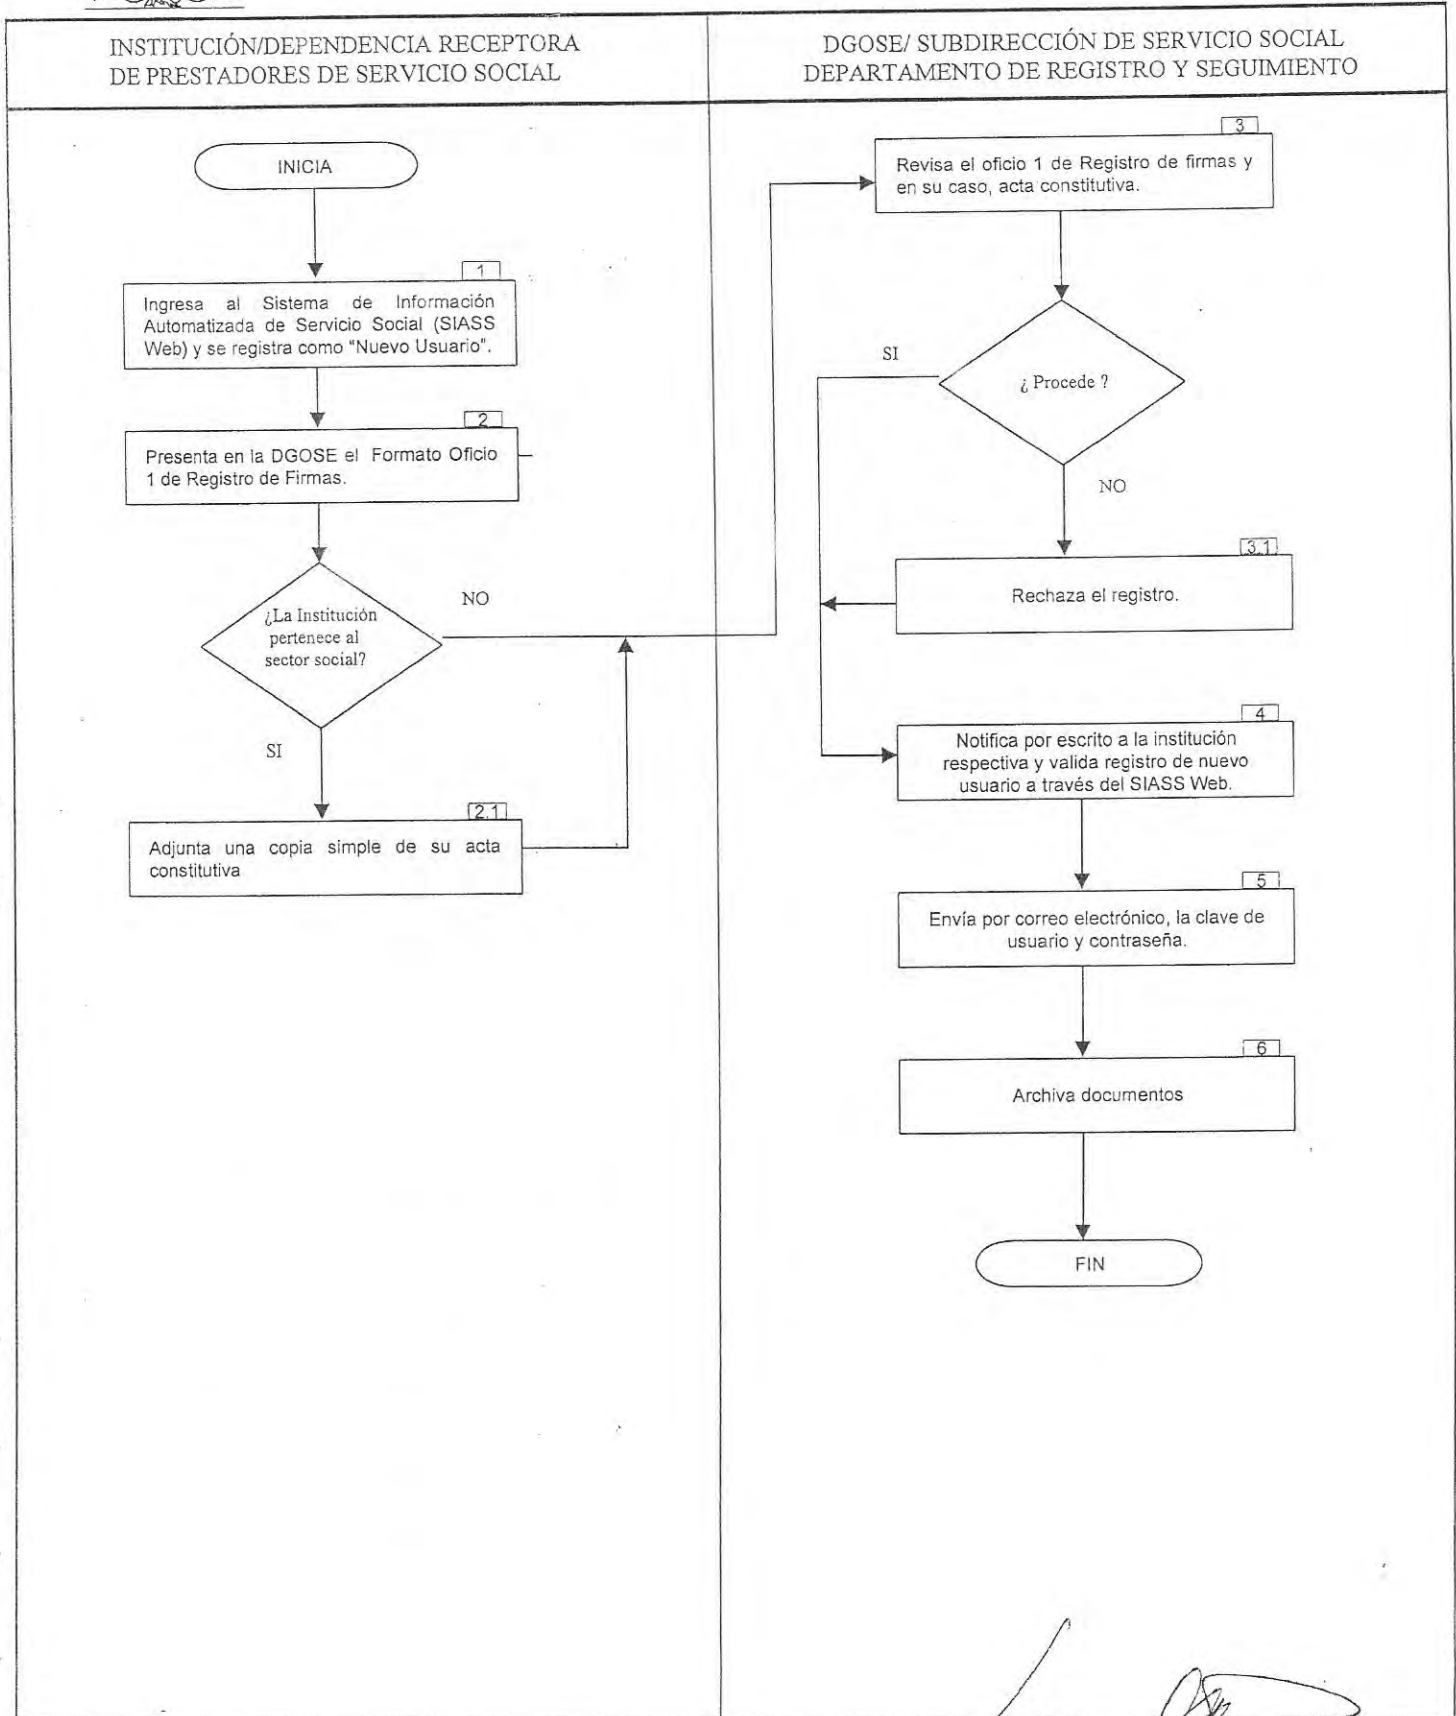 INSTITUCIÓN/DEPENDENCIA RECEPTORA
DE PRESTADORES DE SERVICIO SOCIAL
DGOSE/ SUBDIRECCIÓN DE SERVICIO SOCIAL
DEPARTAMENTO DE REGISTRO Y SEGUIMIENTO
INICIA
1
Ingresa al Sistema de Información
Automatizada de Servicio Social (SIASS
Web) y se registra como "Nuevo Usuario".
2
Presenta en la DGOSE el Formato Oficio
1 de Registro de Firmas.
¿La Institución
pertenece al
sector social?
NO
SI
2.1
Adjunta una copia simple de su acta
constitutiva
3
Revisa el oficio 1 de Registro de firmas y
en su caso, acta constitutiva.
¿ Procede ?
SI
NO
3.1
Rechaza el registro.
4
Notifica por escrito a la institución
respectiva y valida registro de nuevo
usuario a través del SIASS Web.
5
Envía por correo electrónico, la clave de
usuario y contraseña.
6
Archiva documentos
FIN